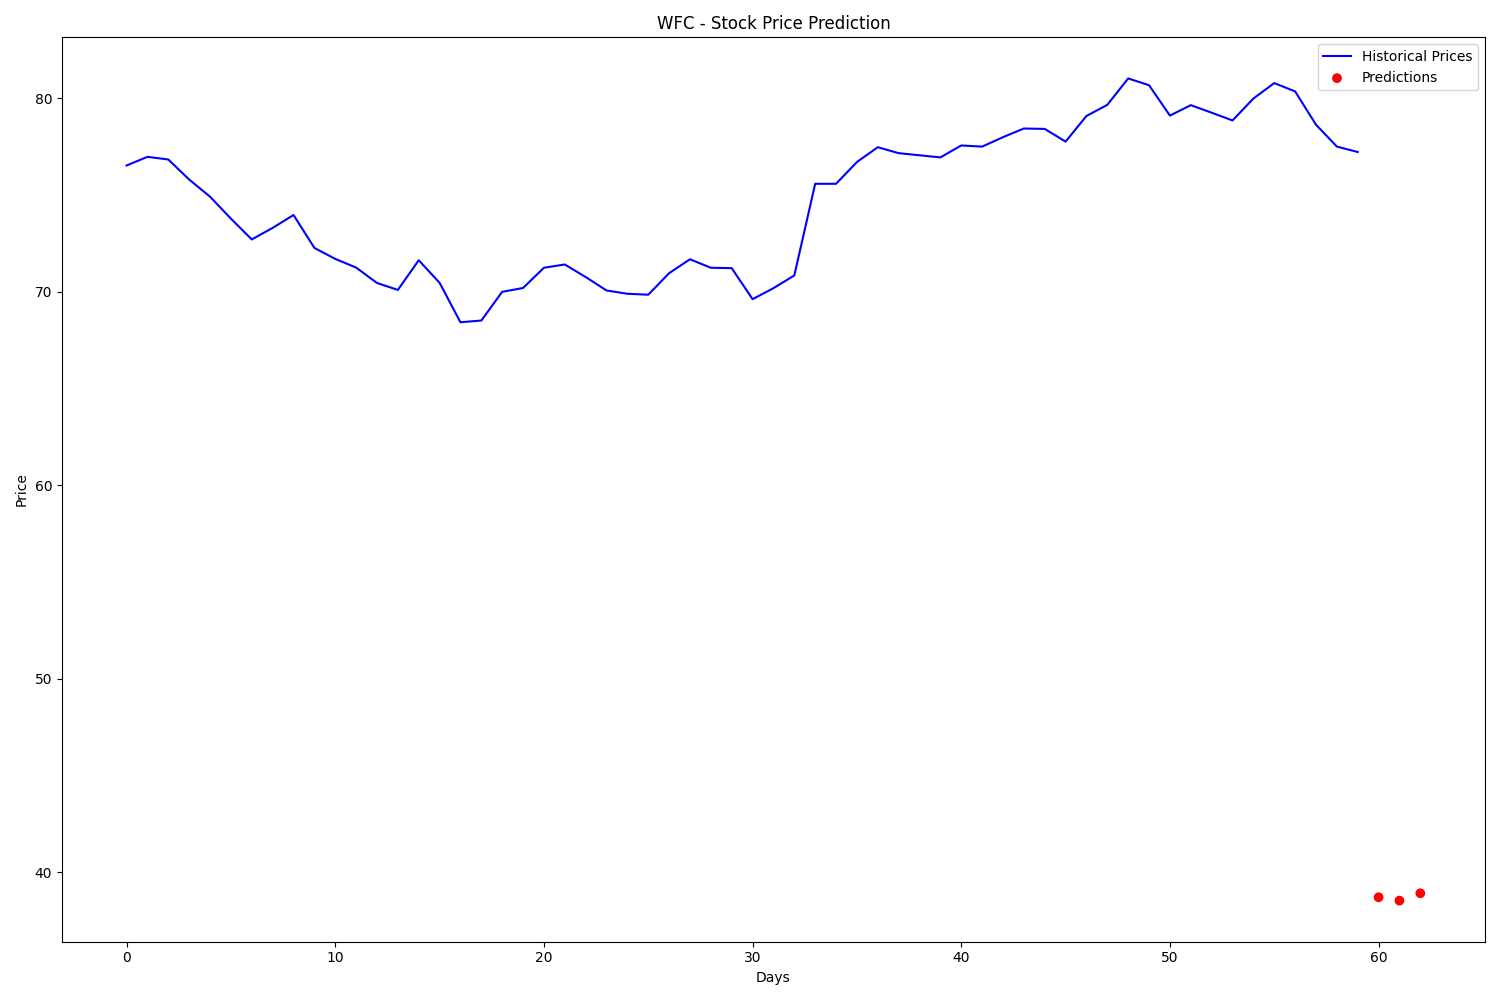 WFC - Stock Price Prediction
Historical Prices
Predictions
80
70
60
50
40
Price
0 10 20 30 40 50 60
Days